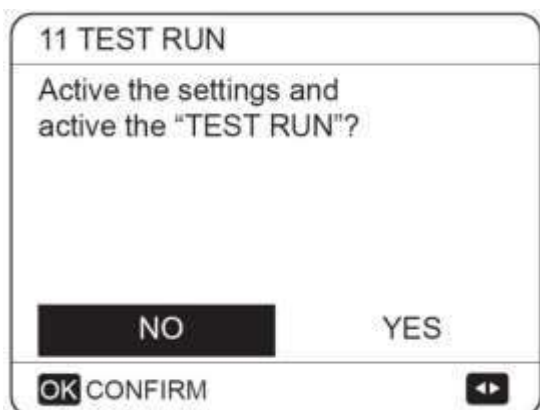 11 TEST RUN
Active the settings and
active the “TEST RUN”?
NO YES
OK CONFIRM